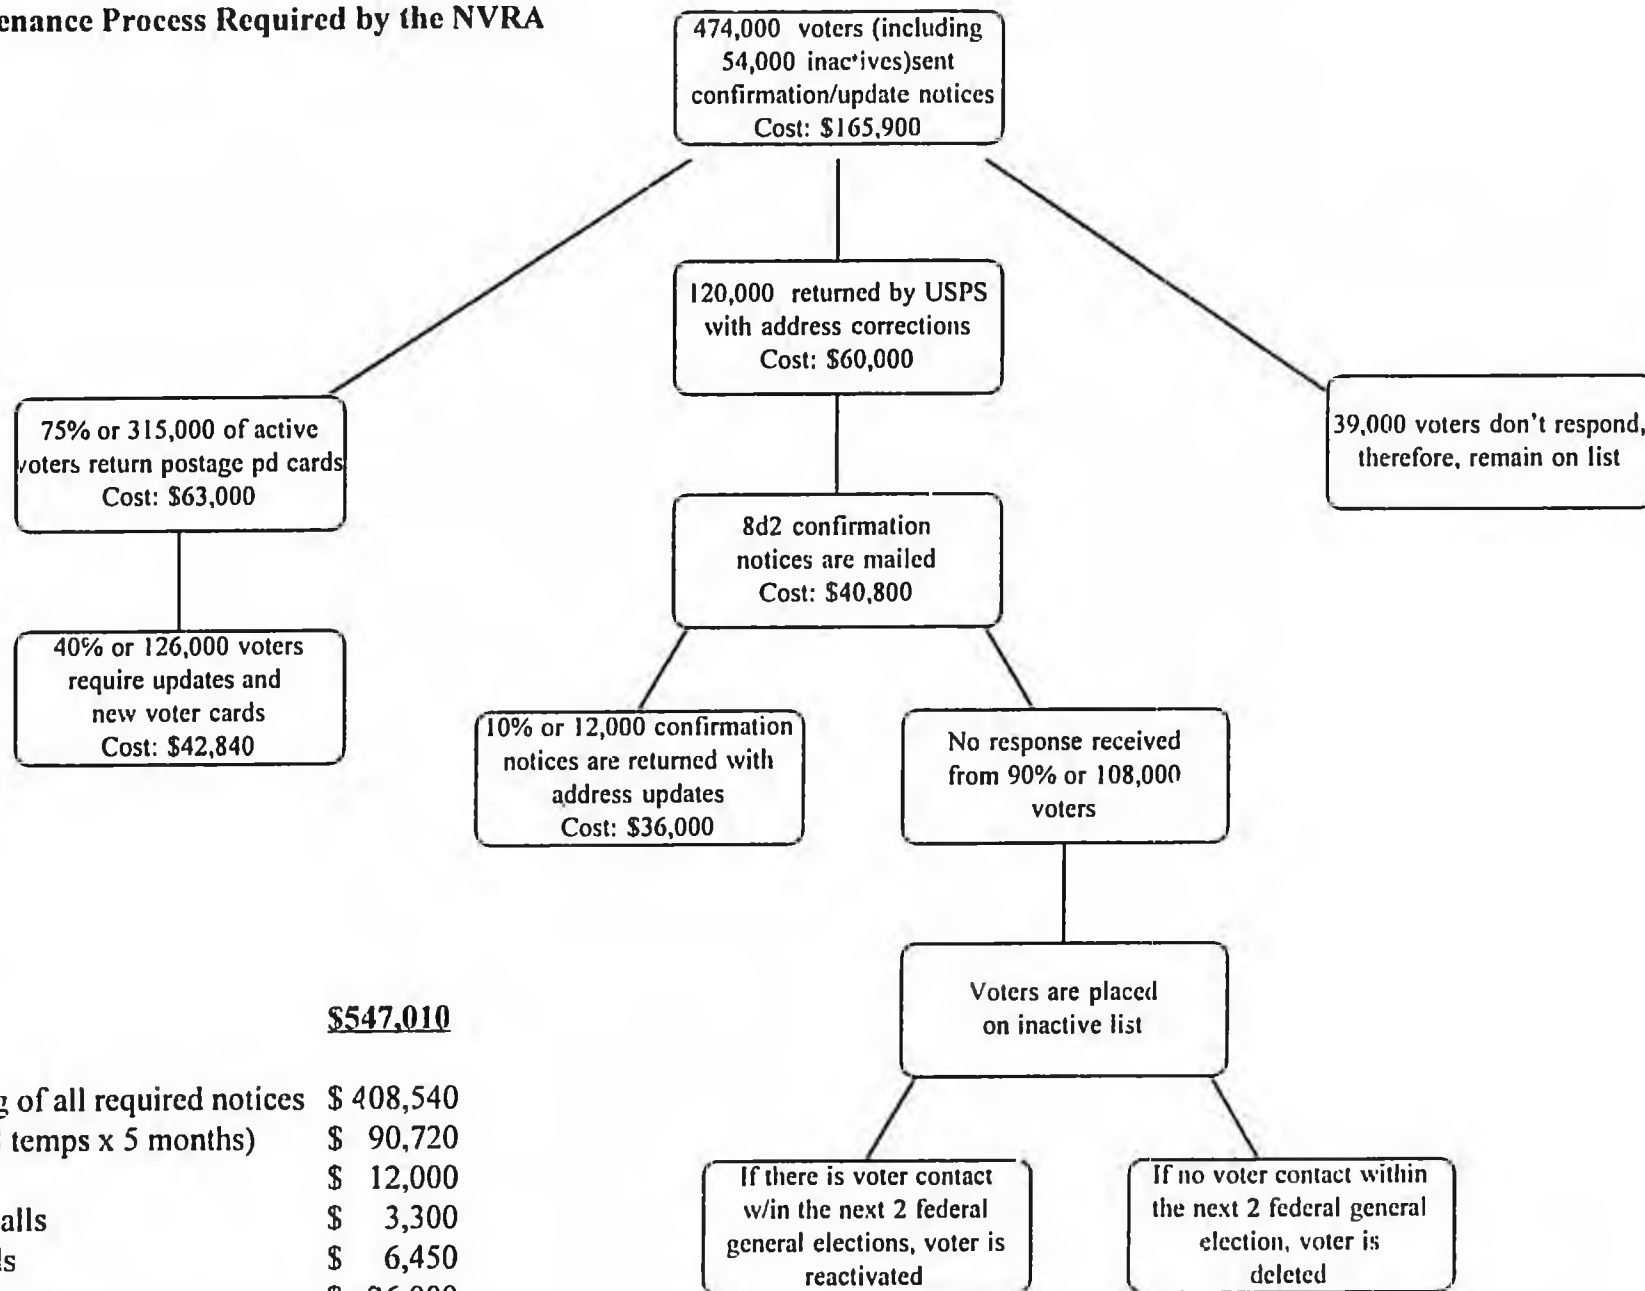 enance Process Required by the NVRA
474,000 voters (including
54,000 inac*ives)sent
confirmation/update notices
Cost: $165,900
120,000 returned by USPS
with address corrections
Cost: $60,000
75% or 315,000 of active
voters return postage pd cards
Cost: $63,000
39,000 voters don't respond,
therefore, remain on list
8d2 confirmation
notices are mailed
Cost: $40,800
40% or 126,000 voters
require updates and
new voter cards
Cost: $42,840
10% or 12,000 confirmation
notices are returned with
address updates
Cost: $36,000
No response received
from 90% or 108,000
voters
Voters are placed
on inactive list
$547,010
g of all required notices $ 408,540
temps x 5 months) $ 90,720
$ 12,000
alls $ 3,300
ls $ 6,450
If there is voter contact
w/in the next 2 federal
general elections, voter is
reactivated
If no voter contact within
the next 2 federal general
election, voter is
deleted